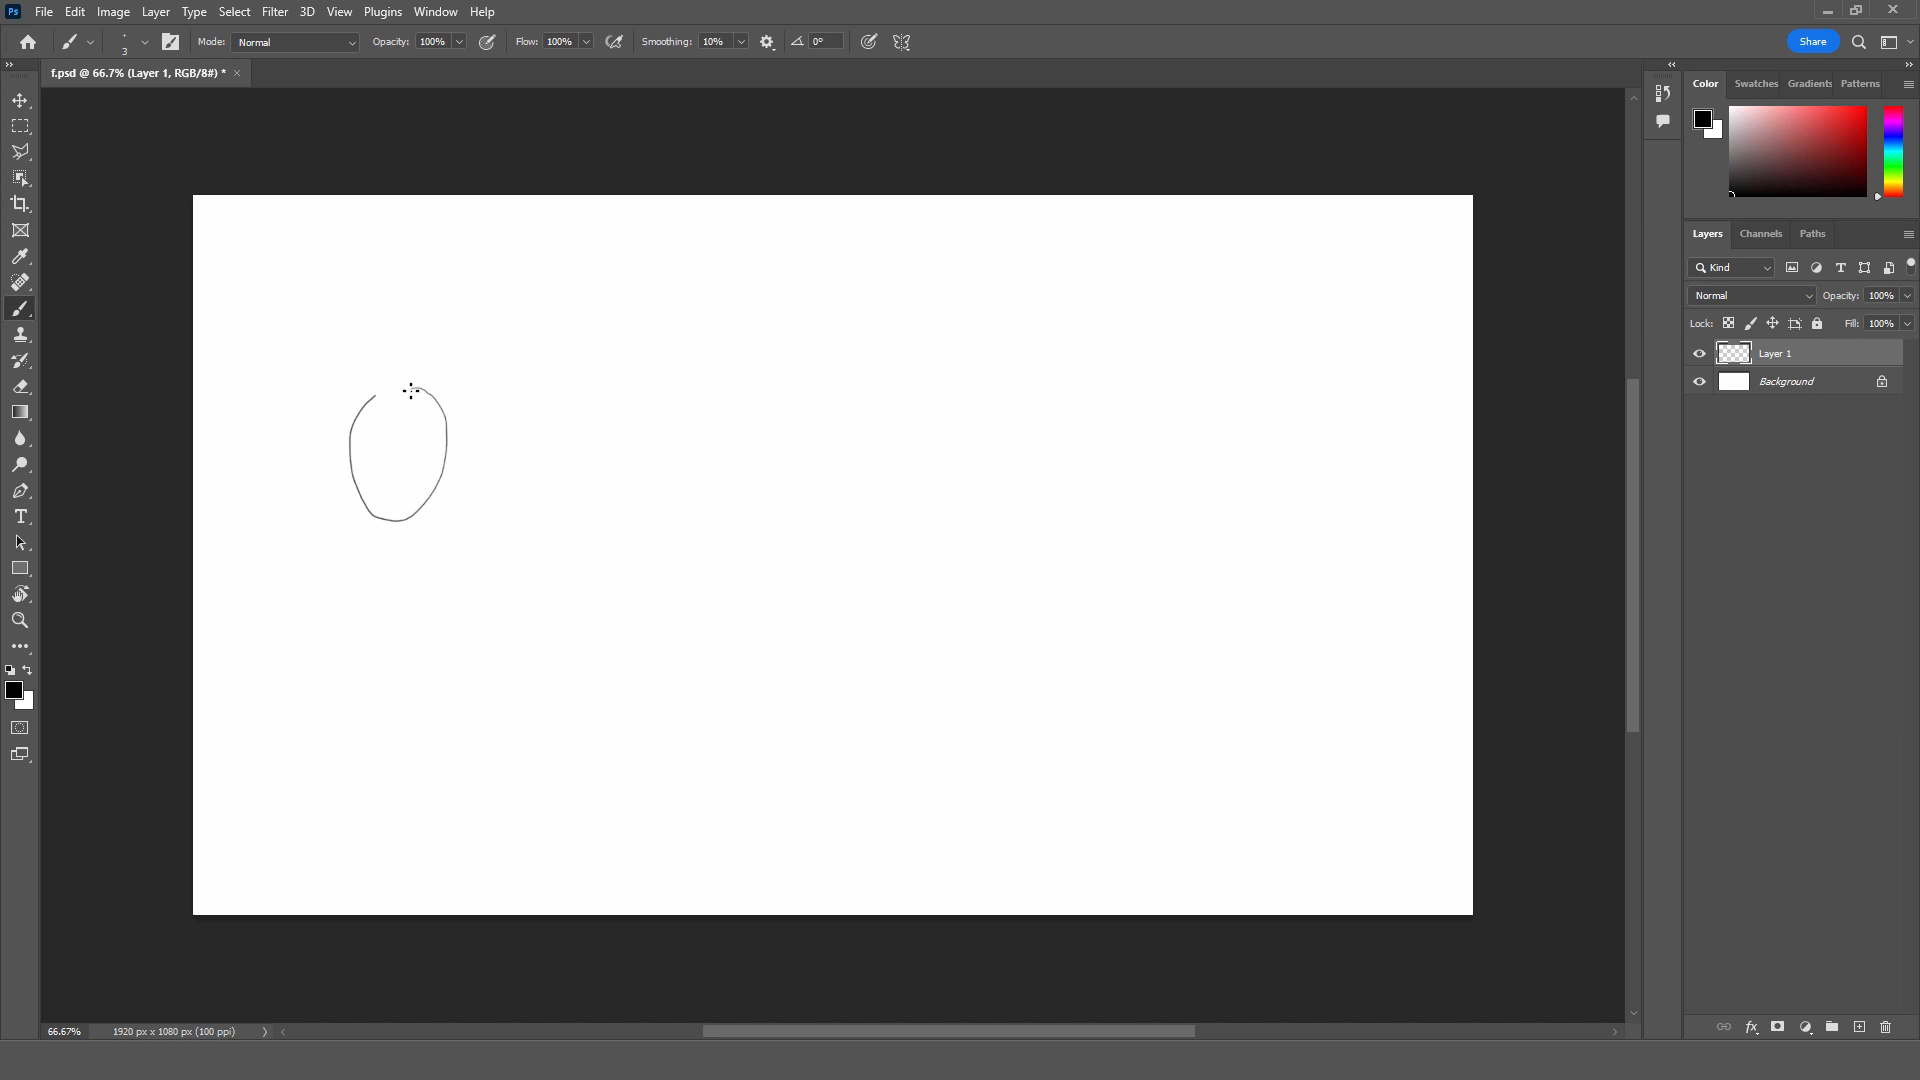 Ps File Edit Image Layer Type Select Filter 3D View Plugins Window Help
3 Mode: Normal Opacity: 100% Flow: 100% Smoothing: 10% 0° Share
f.psd @ 66.7% (Layer 1, RGB/8#) *
Color Swatches Gradients Patterns
Layers Channels Paths
Kind
Normal Opacity: 100%
Lock: Fill: 100%
Layer 1
Background
66.67% 1920 px x 1080 px (100 ppi)